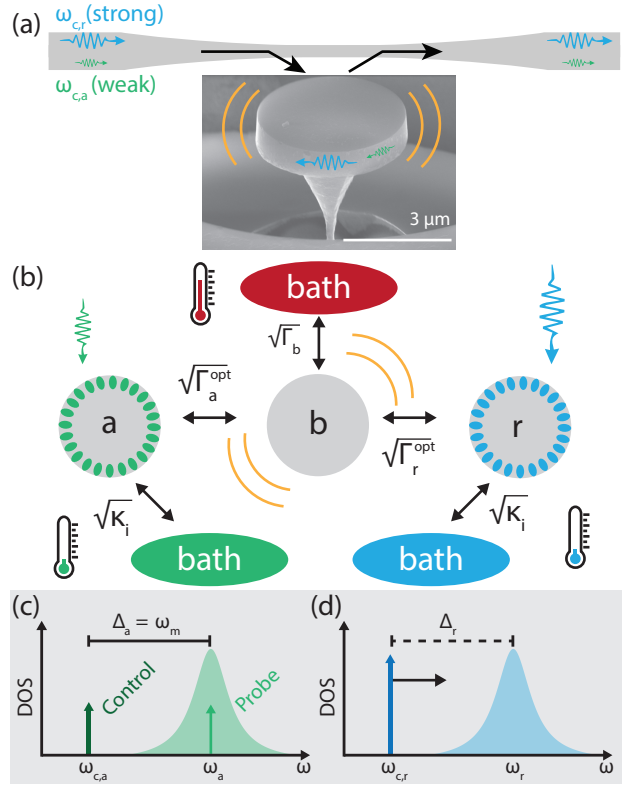 (a)
ω_c,r (strong)
ω_c,a (weak)
3 μm
(b)
bath
√Γ_b
√Γ_a^opt
a
b
r
√Γ_r^opt
√κ_i
√κ_i
bath
bath
(c)
Δ_a = ω_m
DOS
Control
Probe
ω_c,a
ω_a
ω
(d)
Δ_r
DOS
ω_c,r
ω_r
ω